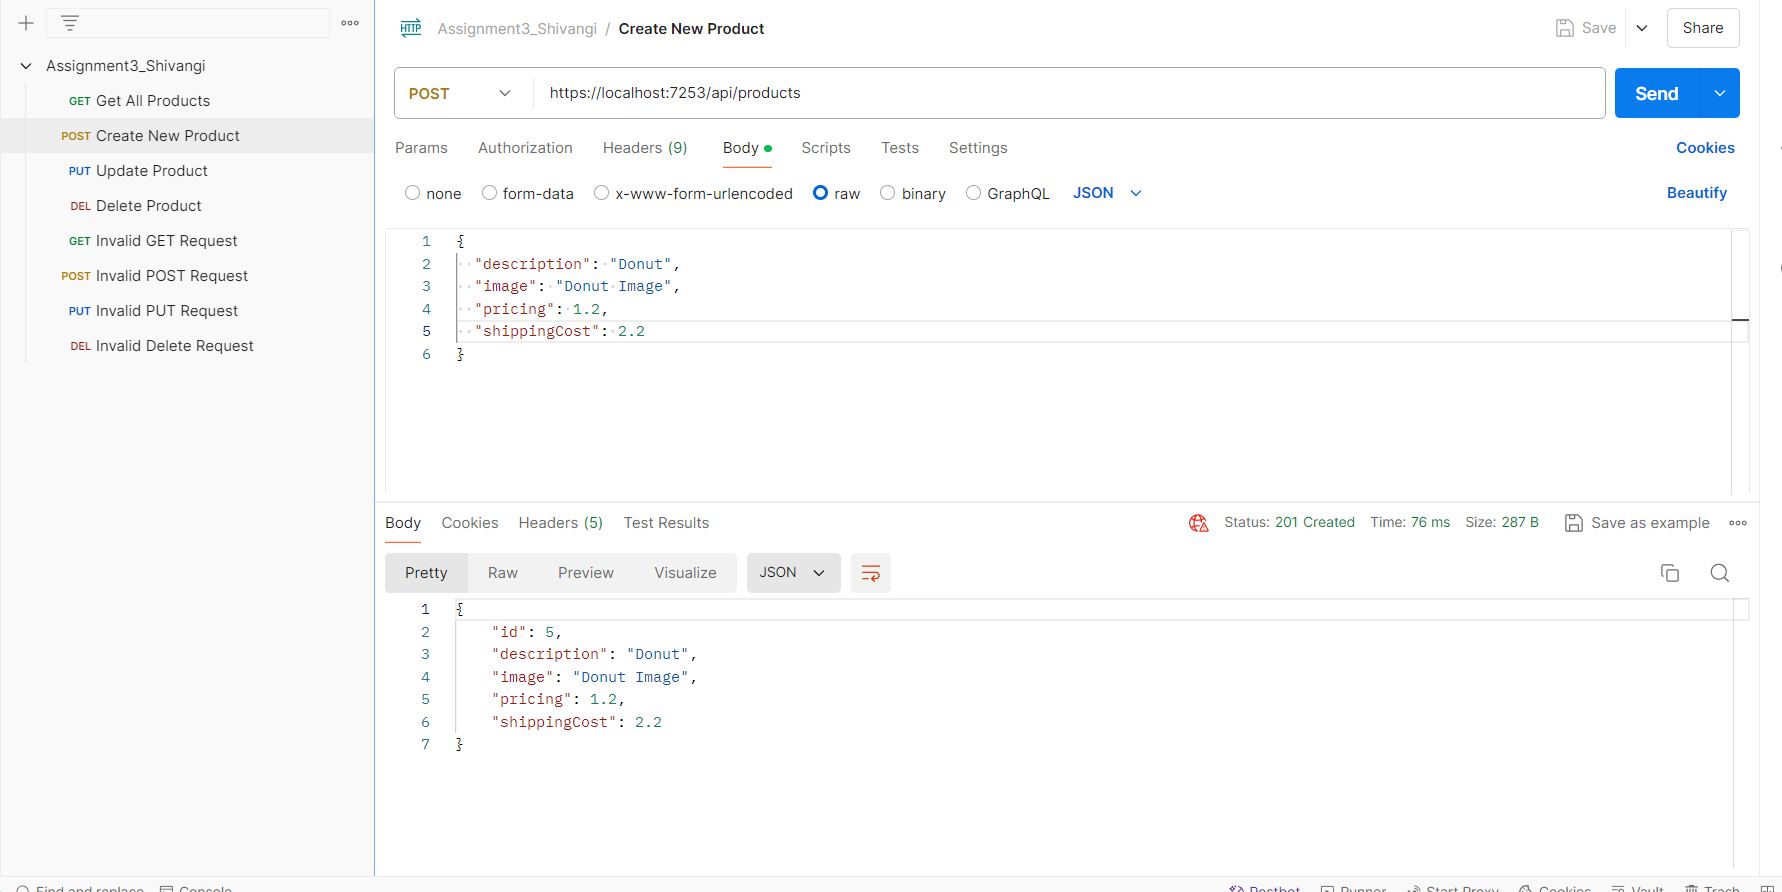 Assignment3_Shivangi / Create New Product
Save
Share
Assignment3_Shivangi
GET Get All Products
POST Create New Product
PUT Update Product
DEL Delete Product
GET Invalid GET Request
POST Invalid POST Request
PUT Invalid PUT Request
DEL Invalid Delete Request
HTTP
POST https://localhost:7253/api/products
Send
Params Authorization Headers (9) Body Scripts Tests Settings Cookies
none form-data x-www-form-urlencoded raw binary GraphQL JSON Beautify
1 {
2 "description": "Donut",
3 "image": "Donut Image",
4 "pricing": 1.2,
5 "shippingCost": 2.2
6 }
Body Cookies Headers (5) Test Results Status: 201 Created Time: 76 ms Size: 287 B Save as example
Pretty Raw Preview Visualize JSON
1 {
2 "id": 5,
3 "description": "Donut",
4 "image": "Donut Image",
5 "pricing": 1.2,
6 "shippingCost": 2.2
7 }
Find and replace Console Postbot Runner Start Proxy Cookies Vault Trash